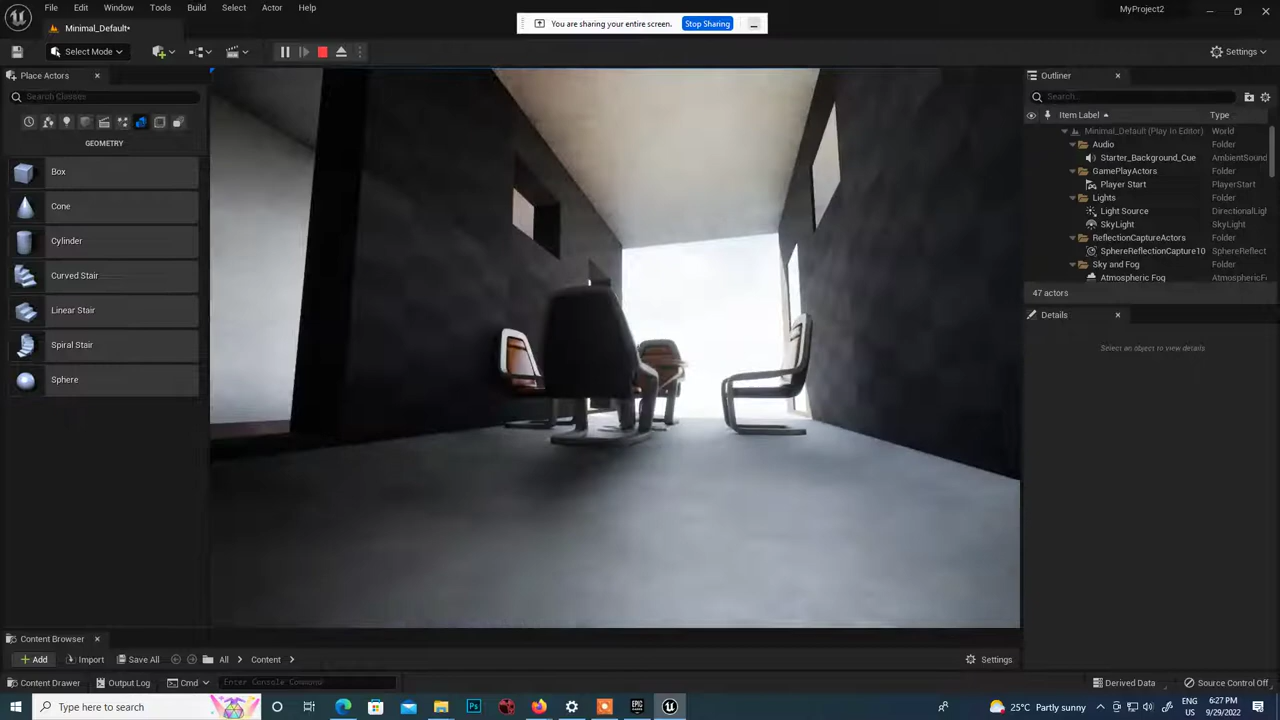 File Edit Window Tools Build Select Actor Help
MyProject
Minimal_Default
You are sharing your entire screen. Stop Sharing
Select Mode
Settings
Place Actors
Outliner
Search Classes
Search...
Item Label Type
GEOMETRY
Minimal_Default (Play In Editor) World
Audio Folder
Starter_Background_Cue AmbientSound
GamePlayActors Folder
Player Start PlayerStart
Lights Folder
Light Source DirectionalLig
SkyLight SkyLight
ReflectionCaptureActors Folder
SphereReflectionCapture10 SphereReflect
Sky and Fog Folder
Atmospheric Fog AtmosphericF
47 actors
Details
Select an object to view details
Box
Cone
Cylinder
Curved Stair
Linear Stair
Spiral Stair
Sphere
Content Browser
Add Import Save All All Content Settings
Content Drawer Output Log Cmd Enter Console Command Derived Data Source Control Off
Type here to search
Ps
EPIC GAMES
25°C Partly sunny
ENG
US
6:27 PM
9/29/2022